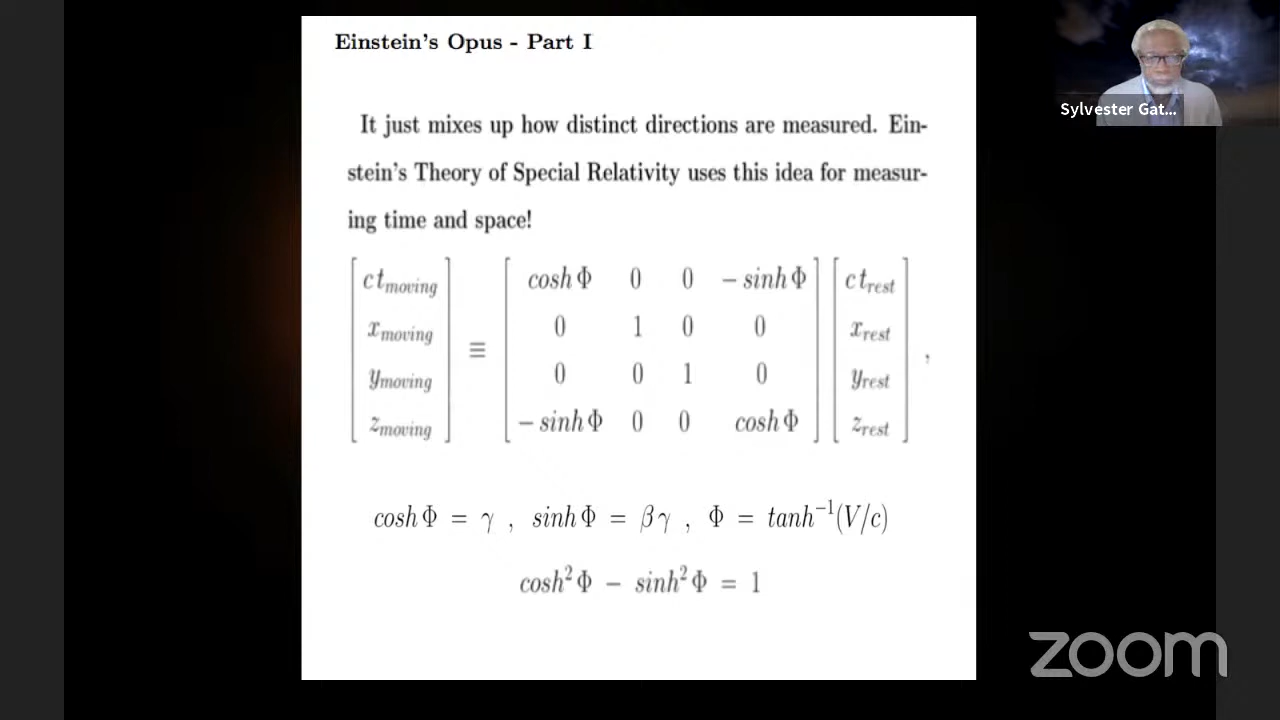 Einstein's Opus - Part I
Sylvester Gat...
It just mixes up how distinct directions are measured. Ein-
stein's Theory of Special Relativity uses this idea for measur-
ing time and space!
[ct_moving] ≡ [cosh Φ 0 0 − sinh Φ] [ct_rest]
[x_moving] [0 1 0 0] [x_rest] ,
[y_moving] [0 0 1 0] [y_rest]
[z_moving] [− sinh Φ 0 0 cosh Φ] [z_rest]
cosh Φ = γ , sinh Φ = β γ , Φ = tanh⁻¹(V/c)
cosh² Φ − sinh² Φ = 1
zoom